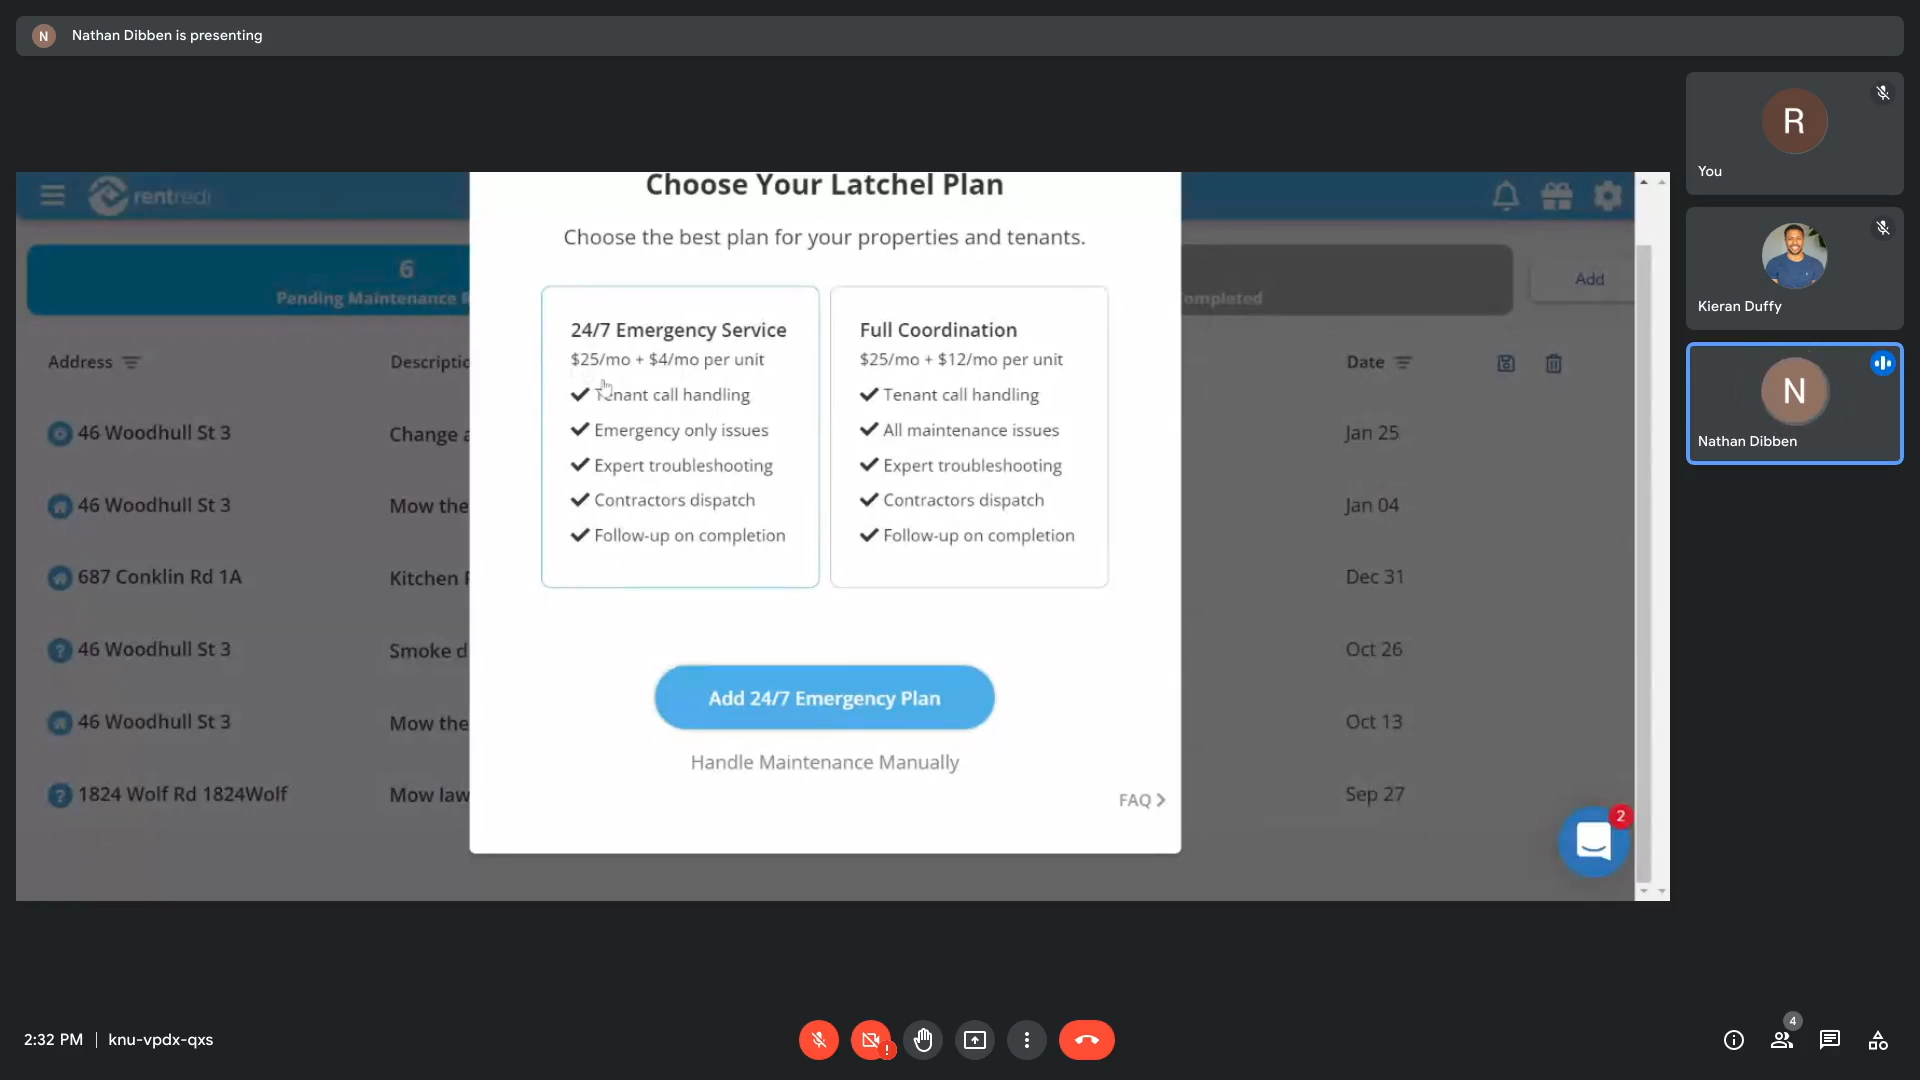 N Nathan Dibben is presenting
rentredi
6
Pending Maintenance
ompleted
Add
Address
Descriptio
Date
46 Woodhull St 3
Change a
Jan 25
46 Woodhull St 3
Mow the
Jan 04
687 Conklin Rd 1A
Kitchen
Dec 31
46 Woodhull St 3
Smoke d
Oct 26
46 Woodhull St 3
Mow the
Oct 13
1824 Wolf Rd 1824Wolf
Mow law
Sep 27
Choose Your Latchel Plan
Choose the best plan for your properties and tenants.
24/7 Emergency Service
$25/mo + $4/mo per unit
Tenant call handling
Emergency only issues
Expert troubleshooting
Contractors dispatch
Follow-up on completion
Full Coordination
$25/mo + $12/mo per unit
Tenant call handling
All maintenance issues
Expert troubleshooting
Contractors dispatch
Follow-up on completion
Add 24/7 Emergency Plan
Handle Maintenance Manually
FAQ
2
R
You
Kieran Duffy
N
Nathan Dibben
2:32 PM | knu-vpdx-qxs
4